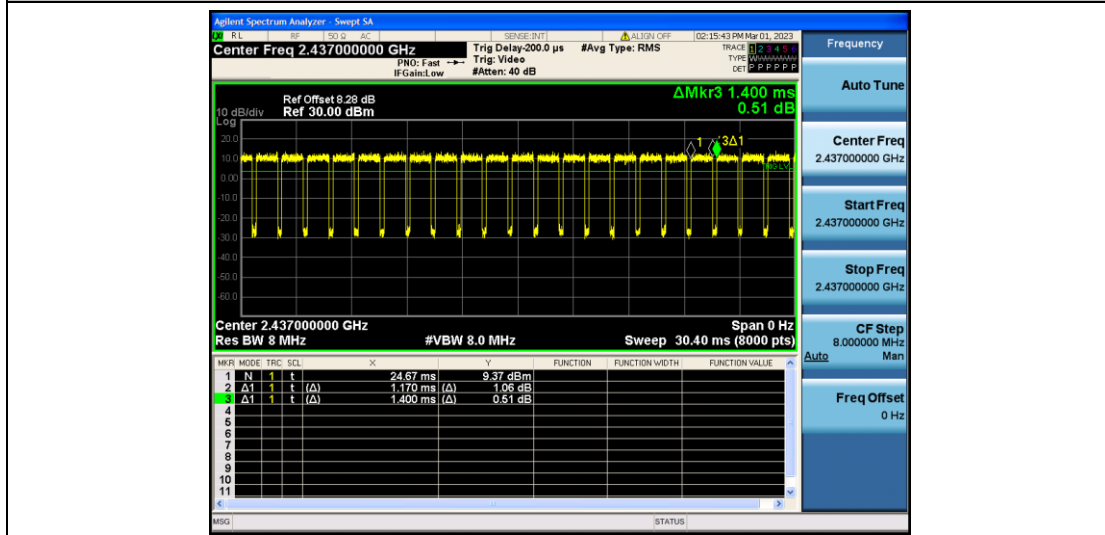 Agilent Spectrum Analyzer - Swept SA
RL RF 50 Ω AC SENSE:INT ALIGN OFF 02:15:43 PM Mar 01, 2023
Center Freq 2.437000000 GHz Trig Delay-200.0 µs #Avg Type: RMS TRACE 1 2 3 4 5 6
PNO: Fast Trig: Video TYPE
IFGain:Low #Atten: 40 dB DET P P P P P P
ΔMkr3 1.400 ms
0.51 dB
Ref Offset 8.28 dB
10 dB/div Ref 30.00 dBm
Log
20.0
10.0
0.00
-10.0
-20.0
-30.0
-40.0
-50.0
-60.0
1 3Δ1
TRIG LVL
Center 2.437000000 GHz Span 0 Hz
Res BW 8 MHz #VBW 8.0 MHz Sweep 30.40 ms (8000 pts)
MKR MODE TRC SCL X Y FUNCTION FUNCTION WIDTH FUNCTION VALUE
1 N 1 t 24.67 ms 9.37 dBm
2 Δ1 1 t (Δ) 1.170 ms (Δ) 1.06 dB
3 Δ1 1 t (Δ) 1.400 ms (Δ) 0.51 dB
4
5
6
7
8
9
10
11
MSG STATUS
Frequency
Auto Tune
Center Freq
2.437000000 GHz
Start Freq
2.437000000 GHz
Stop Freq
2.437000000 GHz
CF Step
8.000000 MHz
Auto Man
Freq Offset
0 Hz